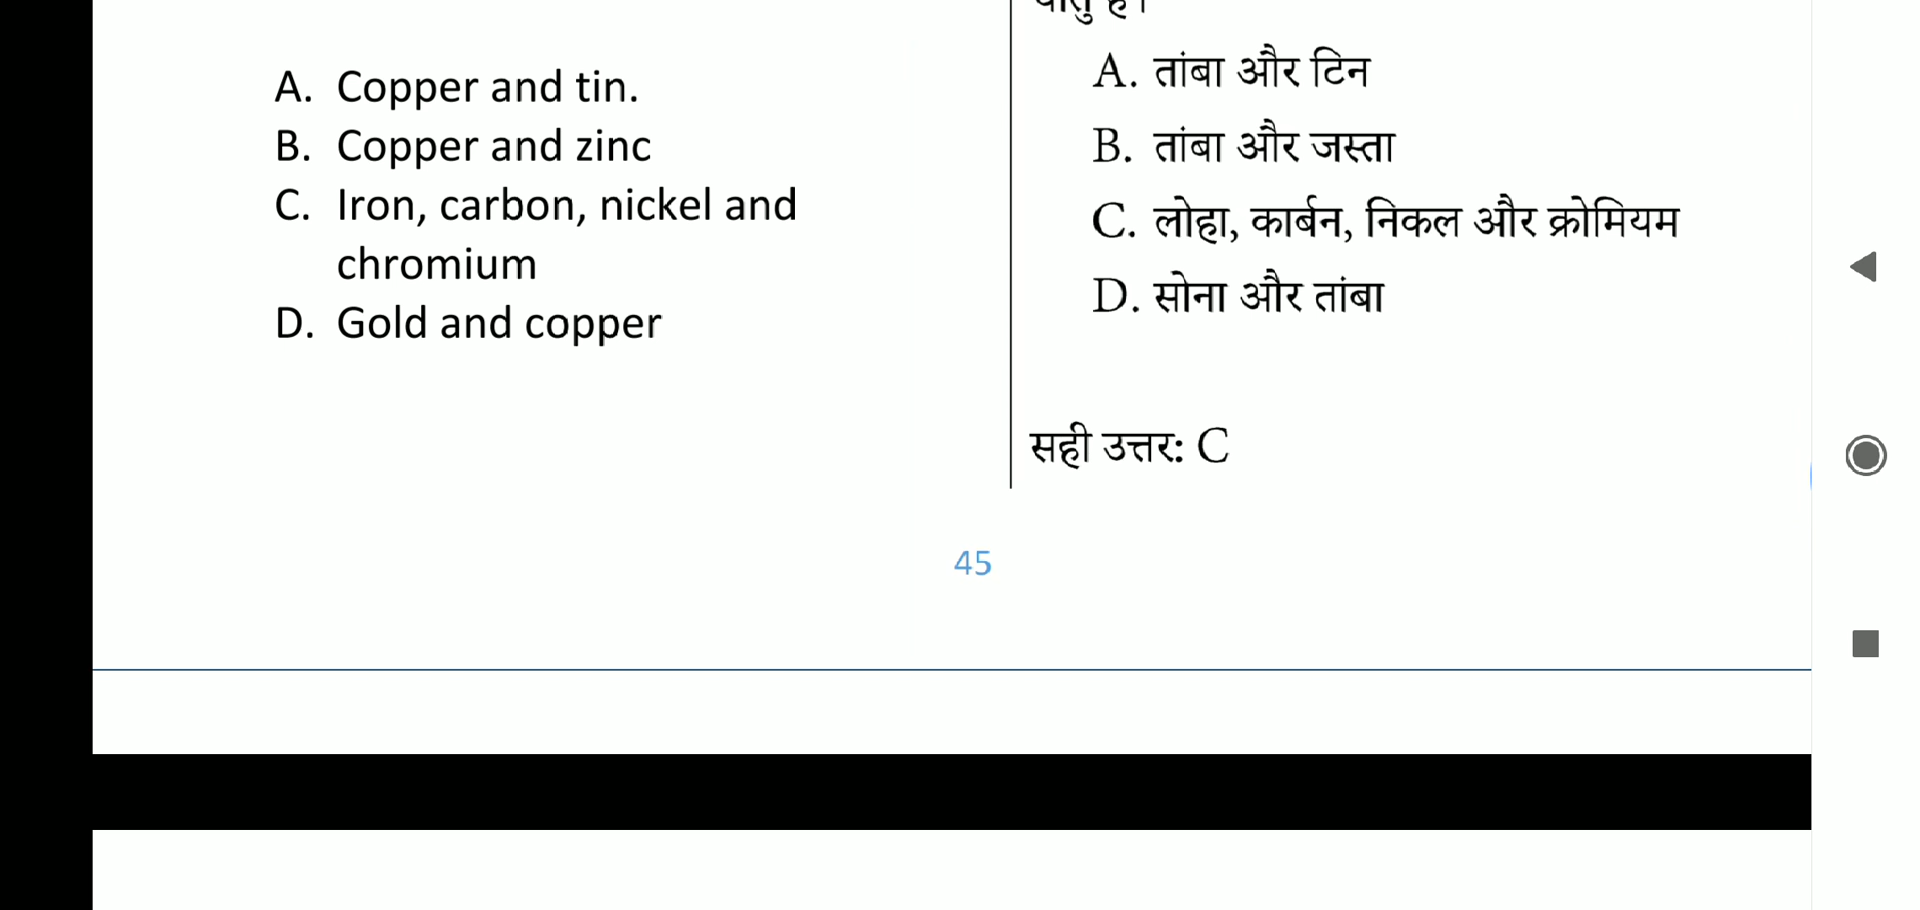 A. Copper and tin.
B. Copper and zinc
C. Iron, carbon, nickel and
chromium
D. Gold and copper
A. तांबा और टिन
B. तांबा और जस्ता
C. लोहा, कार्बन, निकल और क्रोमियम
D. सोना और तांबा
सही उत्तर: C
45